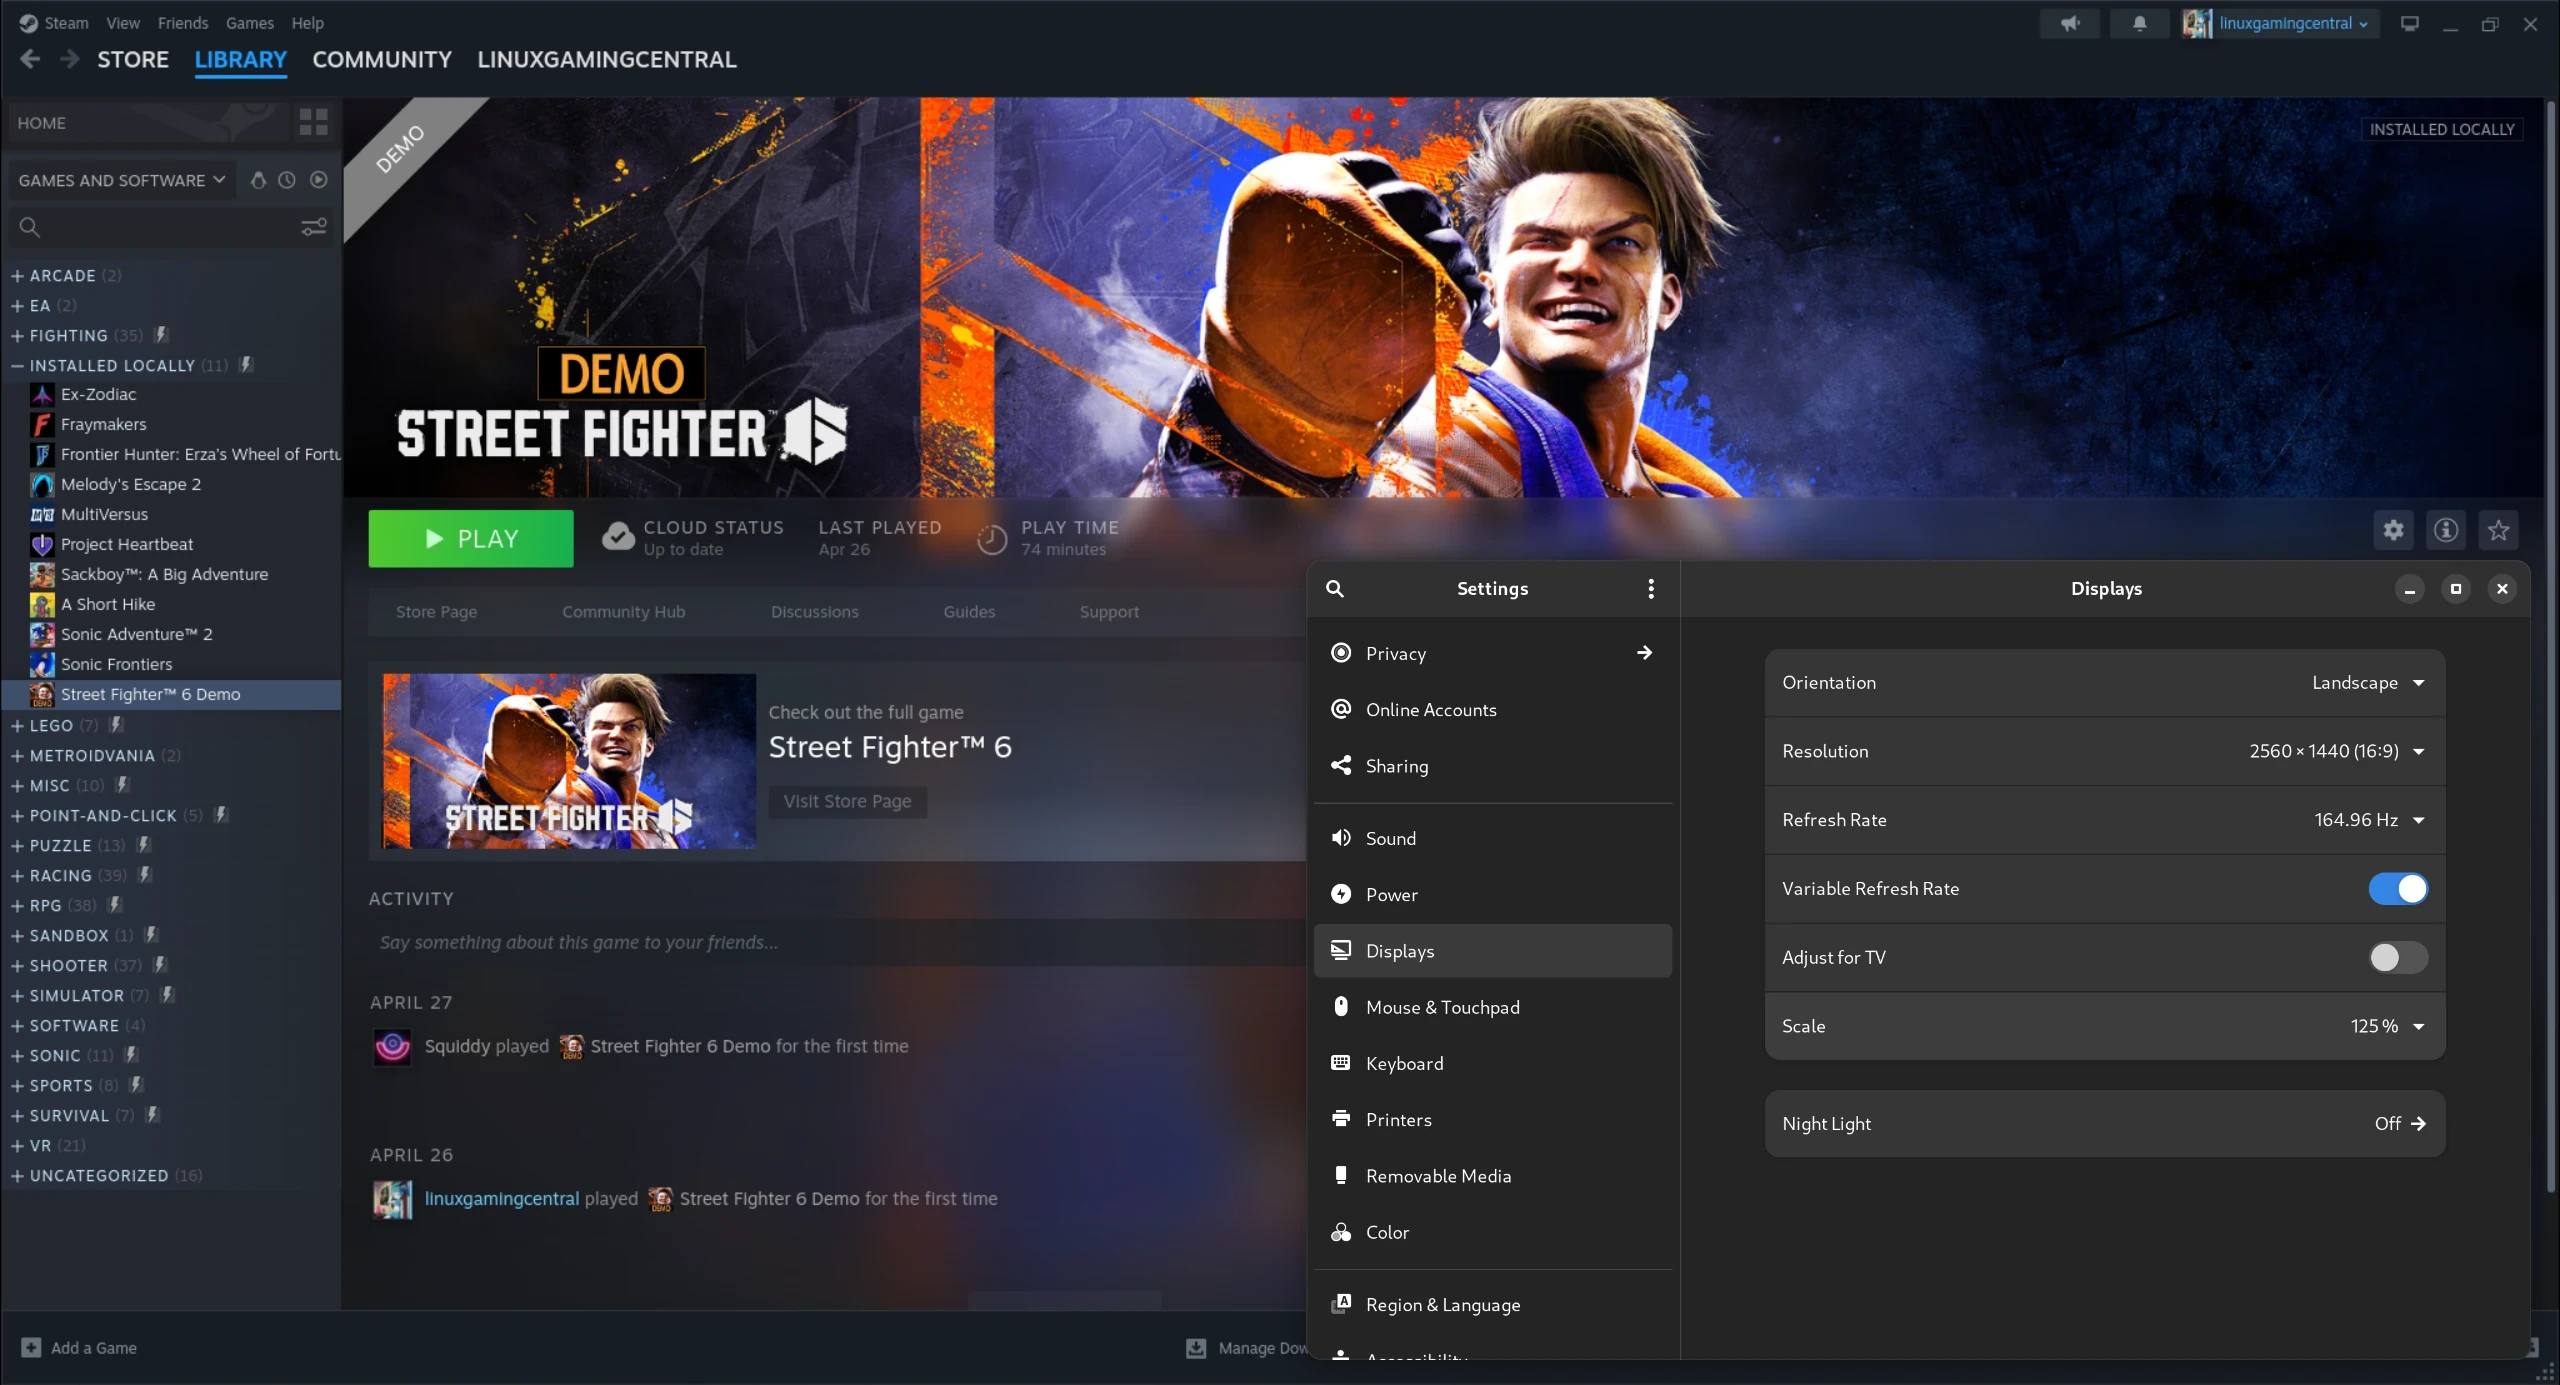 Steam View Friends Games Help
linuxgamingcentral
STORE LIBRARY COMMUNITY LINUXGAMINGCENTRAL
HOME
GAMES AND SOFTWARE
+ ARCADE (2)
+ EA (2)
+ FIGHTING (35)
– INSTALLED LOCALLY (11)
Ex-Zodiac
Fraymakers
Frontier Hunter: Erza's Wheel of Fortu
Melody's Escape 2
MultiVersus
Project Heartbeat
Sackboy™: A Big Adventure
A Short Hike
Sonic Adventure™ 2
Sonic Frontiers
Street Fighter™ 6 Demo
+ LEGO (7)
+ METROIDVANIA (2)
+ MISC (10)
+ POINT-AND-CLICK (5)
+ PUZZLE (13)
+ RACING (39)
+ RPG (38)
+ SANDBOX (1)
+ SHOOTER (37)
+ SIMULATOR (7)
+ SOFTWARE (4)
+ SONIC (11)
+ SPORTS (8)
+ SURVIVAL (7)
+ VR (21)
+ UNCATEGORIZED (16)
Add a Game
DEMO
INSTALLED LOCALLY
DEMO
STREET FIGHTER™ 6
PLAY
CLOUD STATUS
Up to date
LAST PLAYED
Apr 26
PLAY TIME
74 minutes
Store Page Community Hub Discussions Guides Support
STREET FIGHTER 6
Check out the full game
Street Fighter™ 6
Visit Store Page
ACTIVITY
Say something about this game to your friends...
APRIL 27
Squiddy played Street Fighter 6 Demo for the first time
APRIL 26
linuxgamingcentral played Street Fighter 6 Demo for the first time
Manage Dow
Settings
Privacy
Online Accounts
Sharing
Sound
Power
Displays
Mouse & Touchpad
Keyboard
Printers
Removable Media
Color
Region & Language
Accessibility
Displays
Orientation Landscape
Resolution 2560 × 1440 (16:9)
Refresh Rate 164.96 Hz
Variable Refresh Rate
Adjust for TV
Scale 125 %
Night Light Off